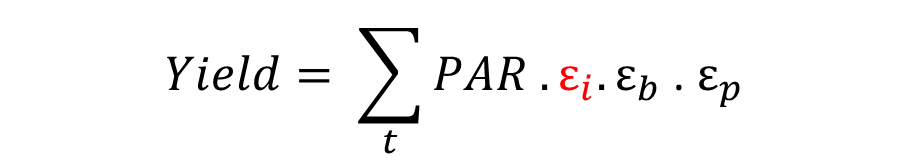 Yield = ∑ PAR . εi. εb . εp
t